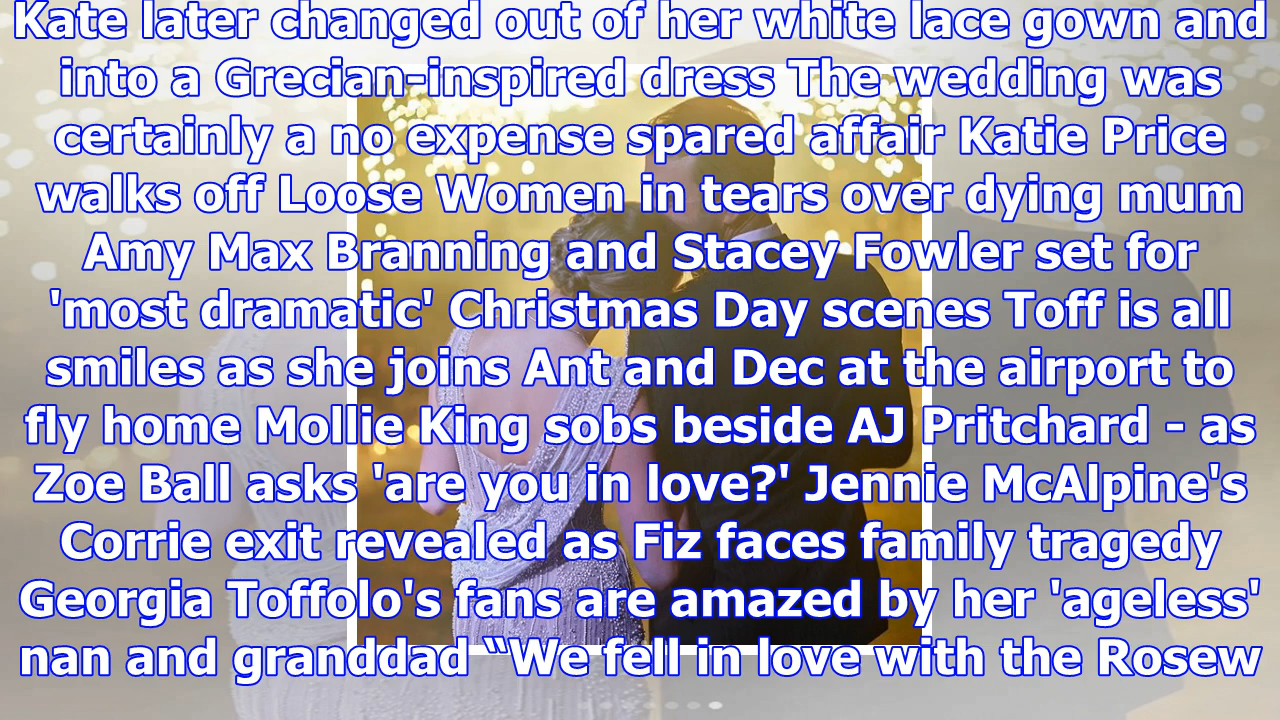 Kate later changed out of her white lace gown and
into a Grecian-inspired dress The wedding was
certainly a no expense spared affair Katie Price
walks off Loose Women in tears over dying mum
Amy Max Branning and Stacey Fowler set for
'most dramatic' Christmas Day scenes Toff is all
smiles as she joins Ant and Dec at the airport to
fly home Mollie King sobs beside AJ Pritchard - as
Zoe Ball asks 'are you in love?' Jennie McAlpine's
Corrie exit revealed as Fiz faces family tragedy
Georgia Toffolo's fans are amazed by her 'ageless'
nan and granddad “We fell in love with the Rosew